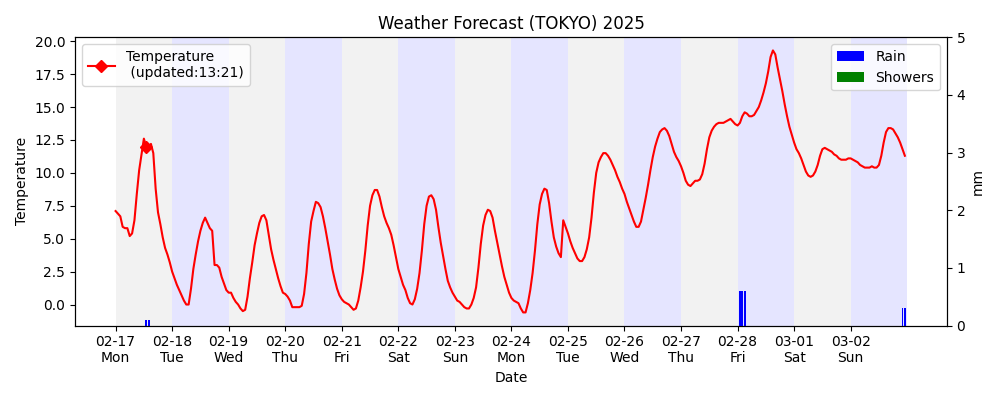 Weather Forecast (TOKYO) 2025
Temperature
(updated:13:21)
Rain
Showers
20.0
17.5
15.0
12.5
10.0
7.5
5.0
2.5
0.0
Temperature
5
4
3
2
1
0
mm
02-17 02-18 02-19 02-20 02-21 02-22 02-23 02-24 02-25 02-26 02-27 02-28 03-01 03-02
Mon Tue Wed Thu Fri Sat Sun Mon Tue Wed Thu Fri Sat Sun
Date